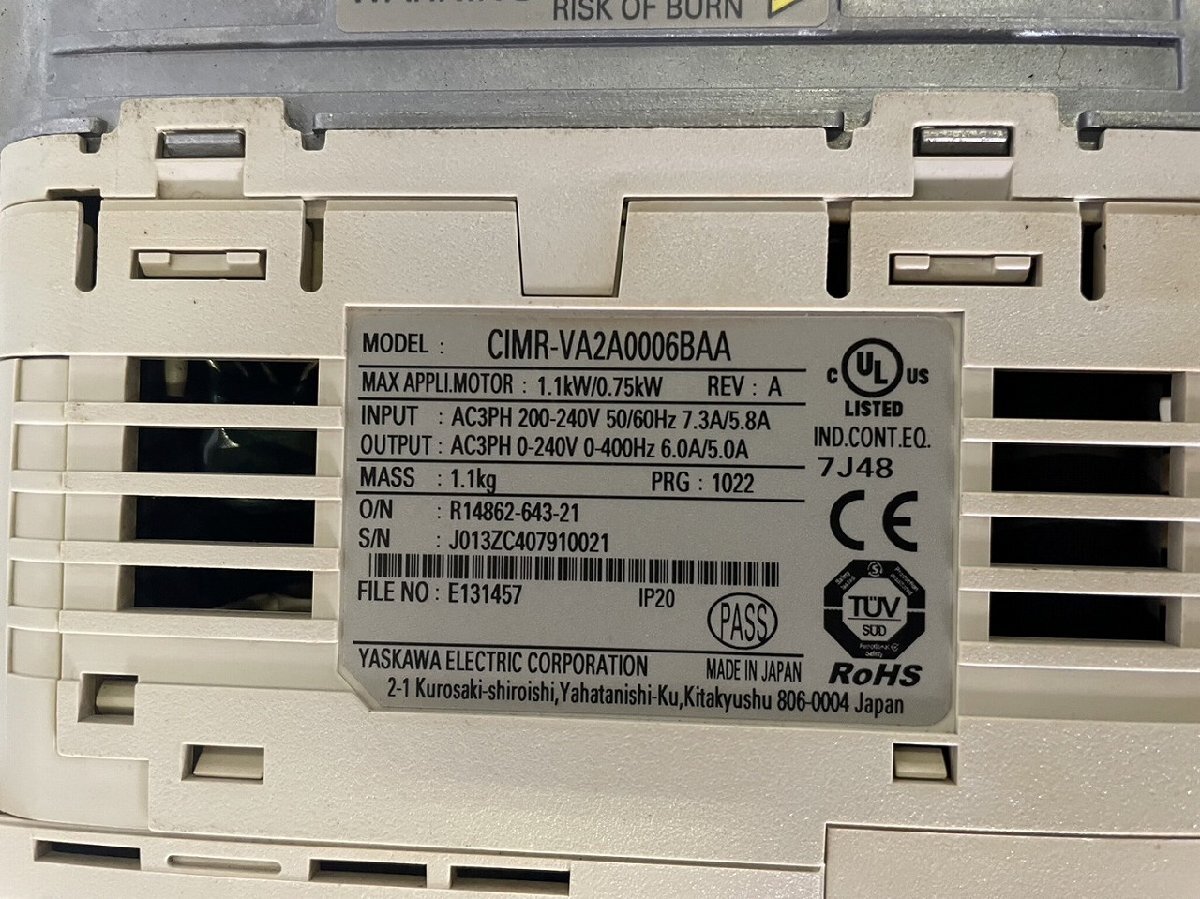 RISK OF BURN
MODEL : CIMR-VA2A0006BAA
MAX APPLI.MOTOR : 1.1kW/0.75kW REV : A
INPUT : AC3PH 200-240V 50/60Hz 7.3A/5.8A
OUTPUT : AC3PH 0-240V 0-400Hz 6.0A/5.0A
MASS : 1.1kg PRG : 1022
O/N : R14862-643-21
S/N : J013ZC407910021
FILE NO : E131457 IP20
PASS
YASKAWA ELECTRIC CORPORATION MADE IN JAPAN
2-1 Kurosaki-shiroishi,Yahatanishi-Ku,Kitakyushu 806-0004 Japan
C UL US
LISTED
IND.CONT.EQ.
7J48
CE
TÜV
SÜD
RoHS